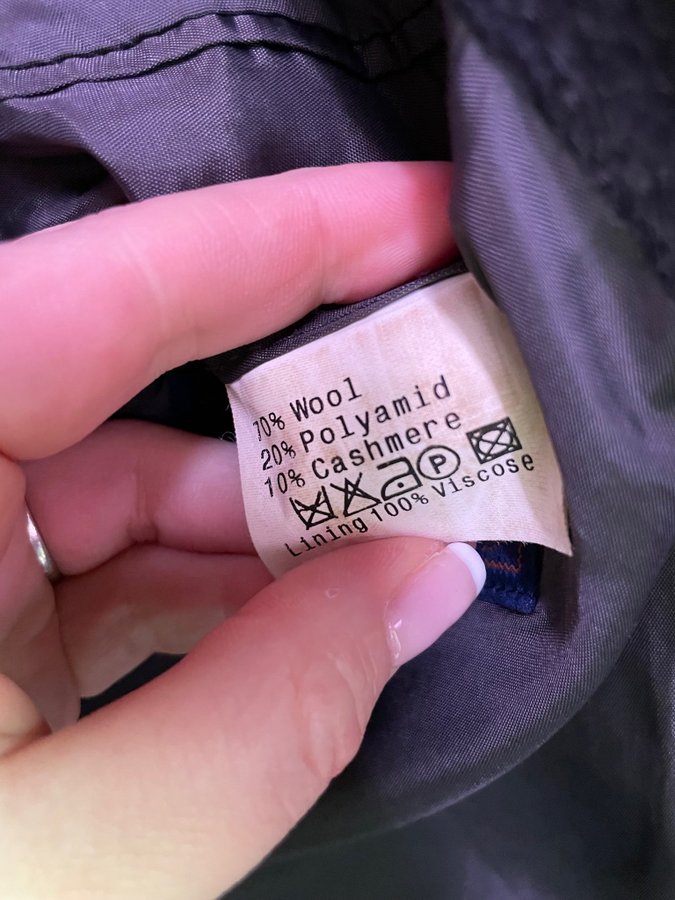 70% Wool
20% Polyamid
10% Cashmere
P
Lining 100% Viscose